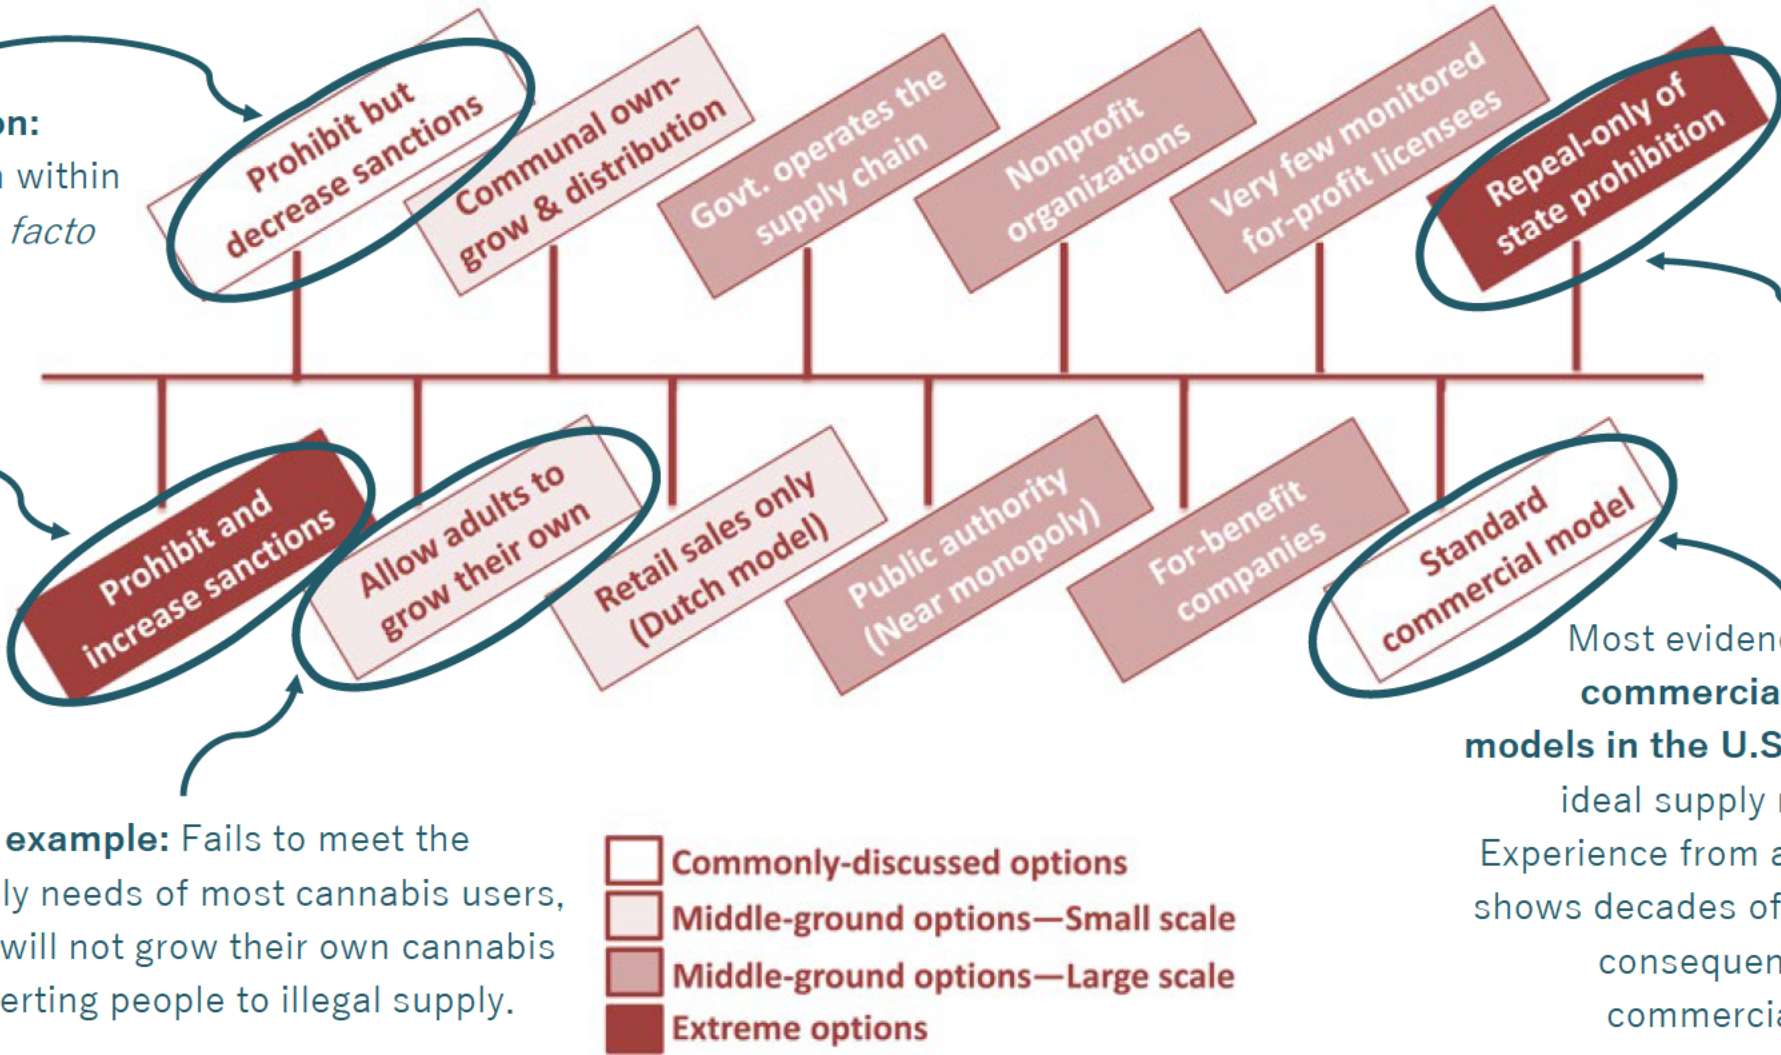 on:
within
facto
Prohibit but
decrease sanctions
Communal own-
grow & distribution
Govt. operates the
supply chain
Nonprofit
organizations
Very few monitored
for-profit licensees
Repeal-only of
state prohibition
Prohibit and
increase sanctions
Allow adults to
grow their own
Retail sales only
(Dutch model)
Public authority
(Near monopoly)
For-benefit
companies
Standard
commercial model
example: Fails to meet the
ly needs of most cannabis users,
will not grow their own cannabis
erting people to illegal supply.
Commonly-discussed options
Middle-ground options—Small scale
Middle-ground options—Large scale
Extreme options
Most evidenc
commercia
models in the U.S
ideal supply
Experience from a
shows decades of
consequen
commercia